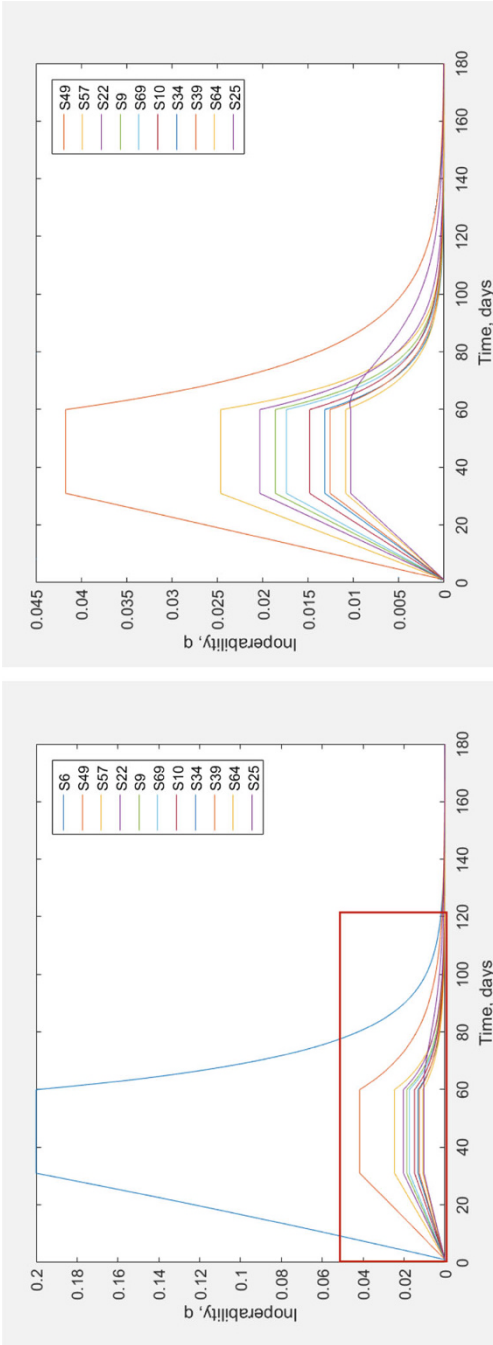 0.2
0.18
0.16
0.14
0.12
0.1
0.08
0.06
0.04
0.02
0
Inoperability, q
0 20 40 60 80 100 120 140 160 180
Time, days
S6
S49
S57
S22
S9
S69
S10
S34
S39
S64
S25
0.045
0.04
0.035
0.03
0.025
0.02
0.015
0.01
0.005
0
Inoperability, q
0 20 40 60 80 100 120 140 160 180
Time, days
S49
S57
S22
S9
S69
S10
S34
S39
S64
S25